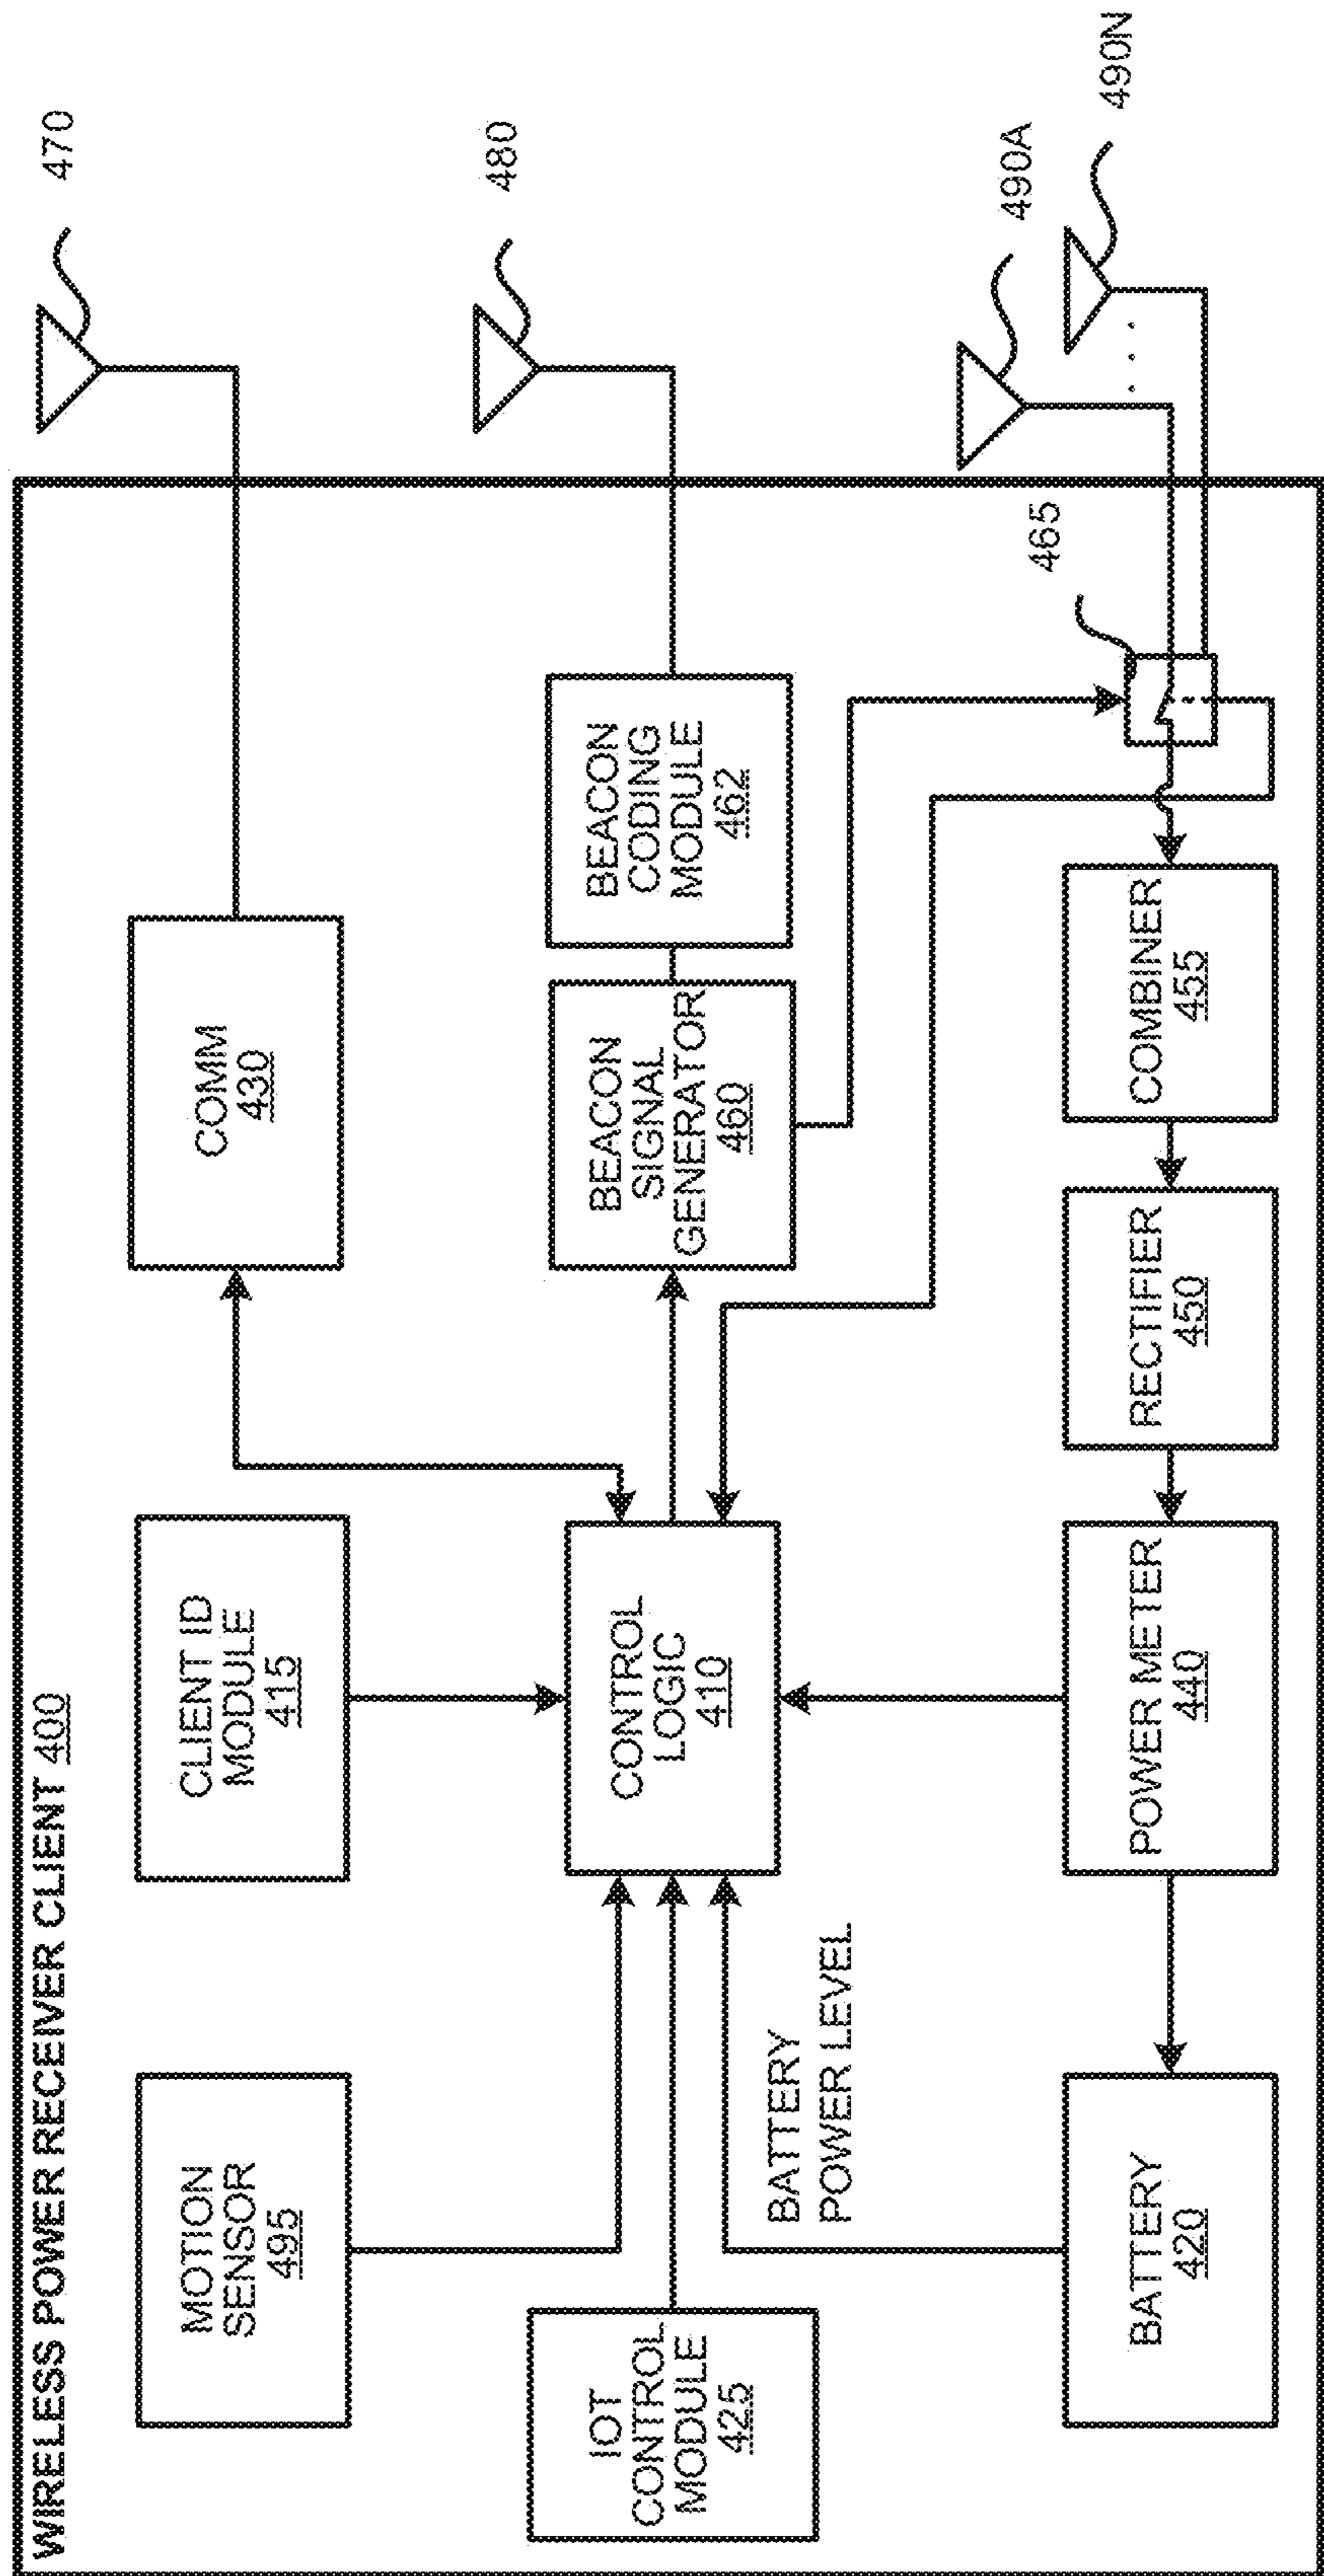 WIRELESS POWER RECEIVER CLIENT 400
MOTION
SENSOR
495
CLIENT ID
MODULE
415
COMM
430
470
IOT
CONTROL
MODULE
425
CONTROL
LOGIC
410
BEACON
SIGNAL
GENERATOR
460
BEACON
CODING
MODULE
462
480
BATTERY
POWER LEVEL
465
490A
490N
. . .
BATTERY
420
POWER METER
440
RECTIFIER
450
COMBINER
455